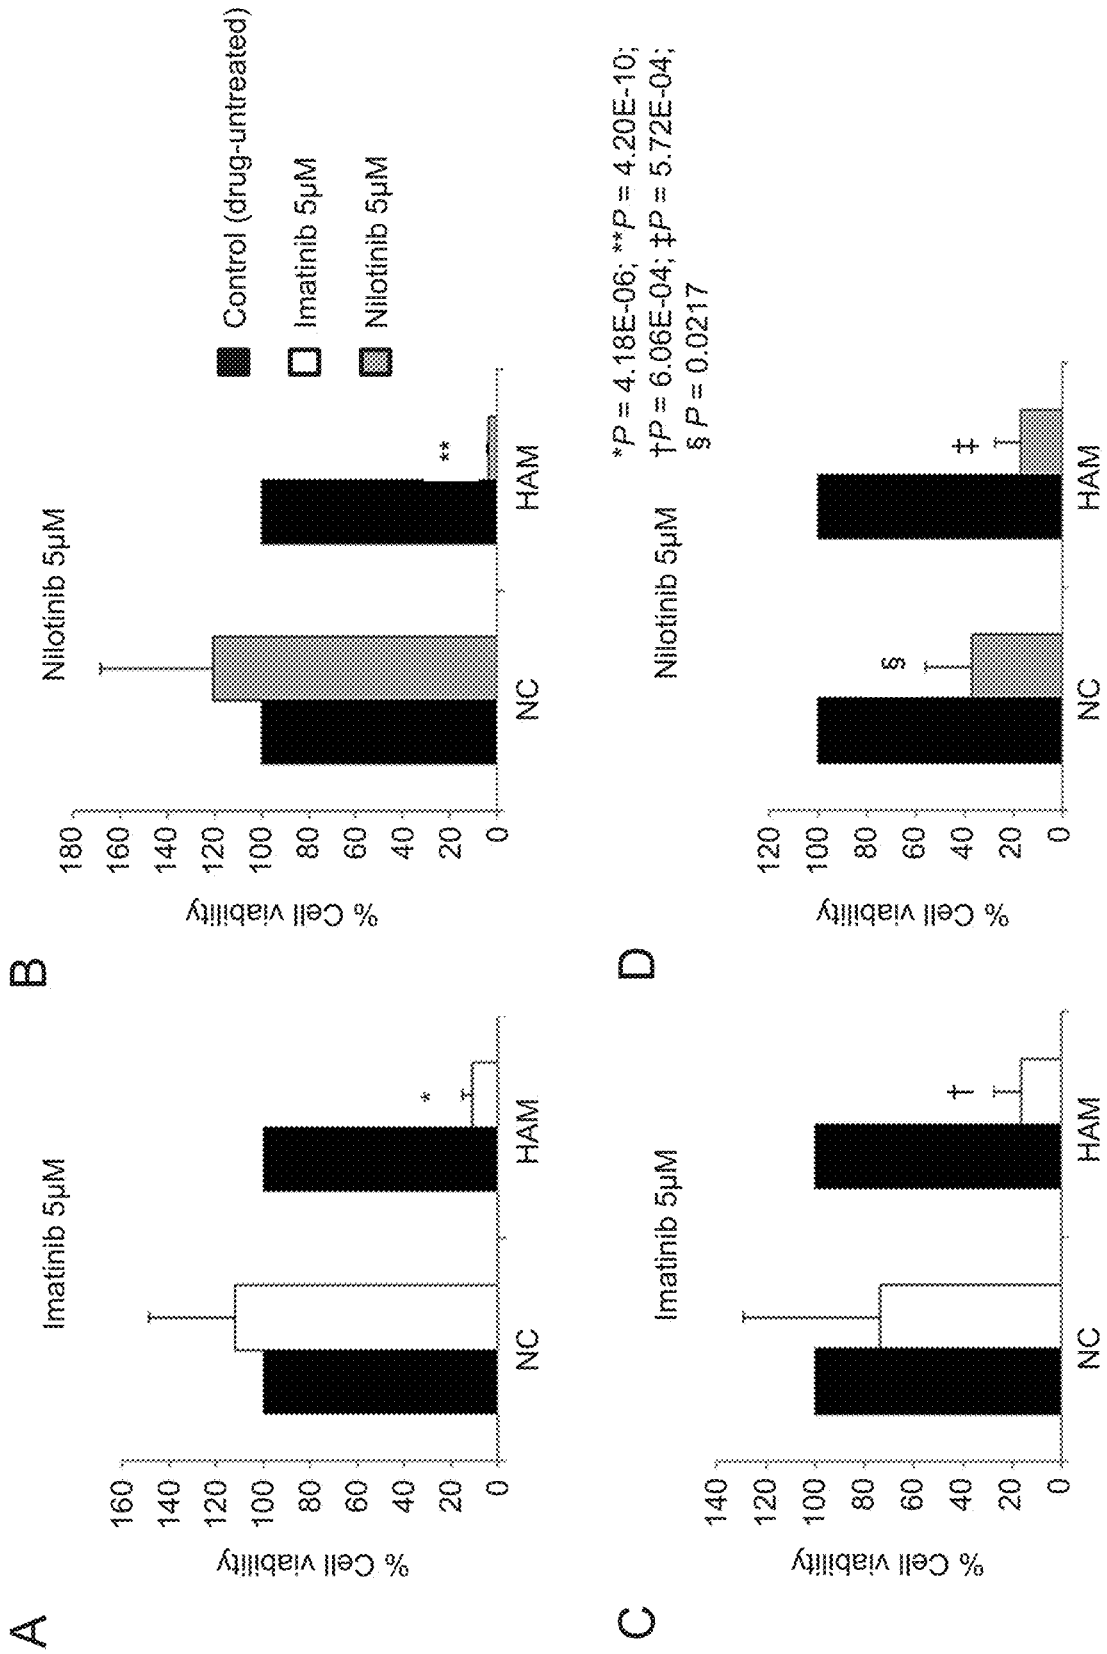 A
Imatinib 5µM
% Cell viability
160
140
120
100
80
60
40
20
0
NC
HAM
*
B
Nilotinib 5µM
% Cell viability
180
160
140
120
100
80
60
40
20
0
NC
HAM
**
Control (drug-untreated)
Imatinib 5µM
Nilotinib 5µM
C
Imatinib 5µM
% Cell viability
140
120
100
80
60
40
20
0
NC
HAM
†
D
Nilotinib 5µM
% Cell viability
120
100
80
60
40
20
0
NC
HAM
§
‡
*P = 4.18E-06; **P = 4.20E-10;
†P = 6.06E-04; ‡P = 5.72E-04;
§ P = 0.0217